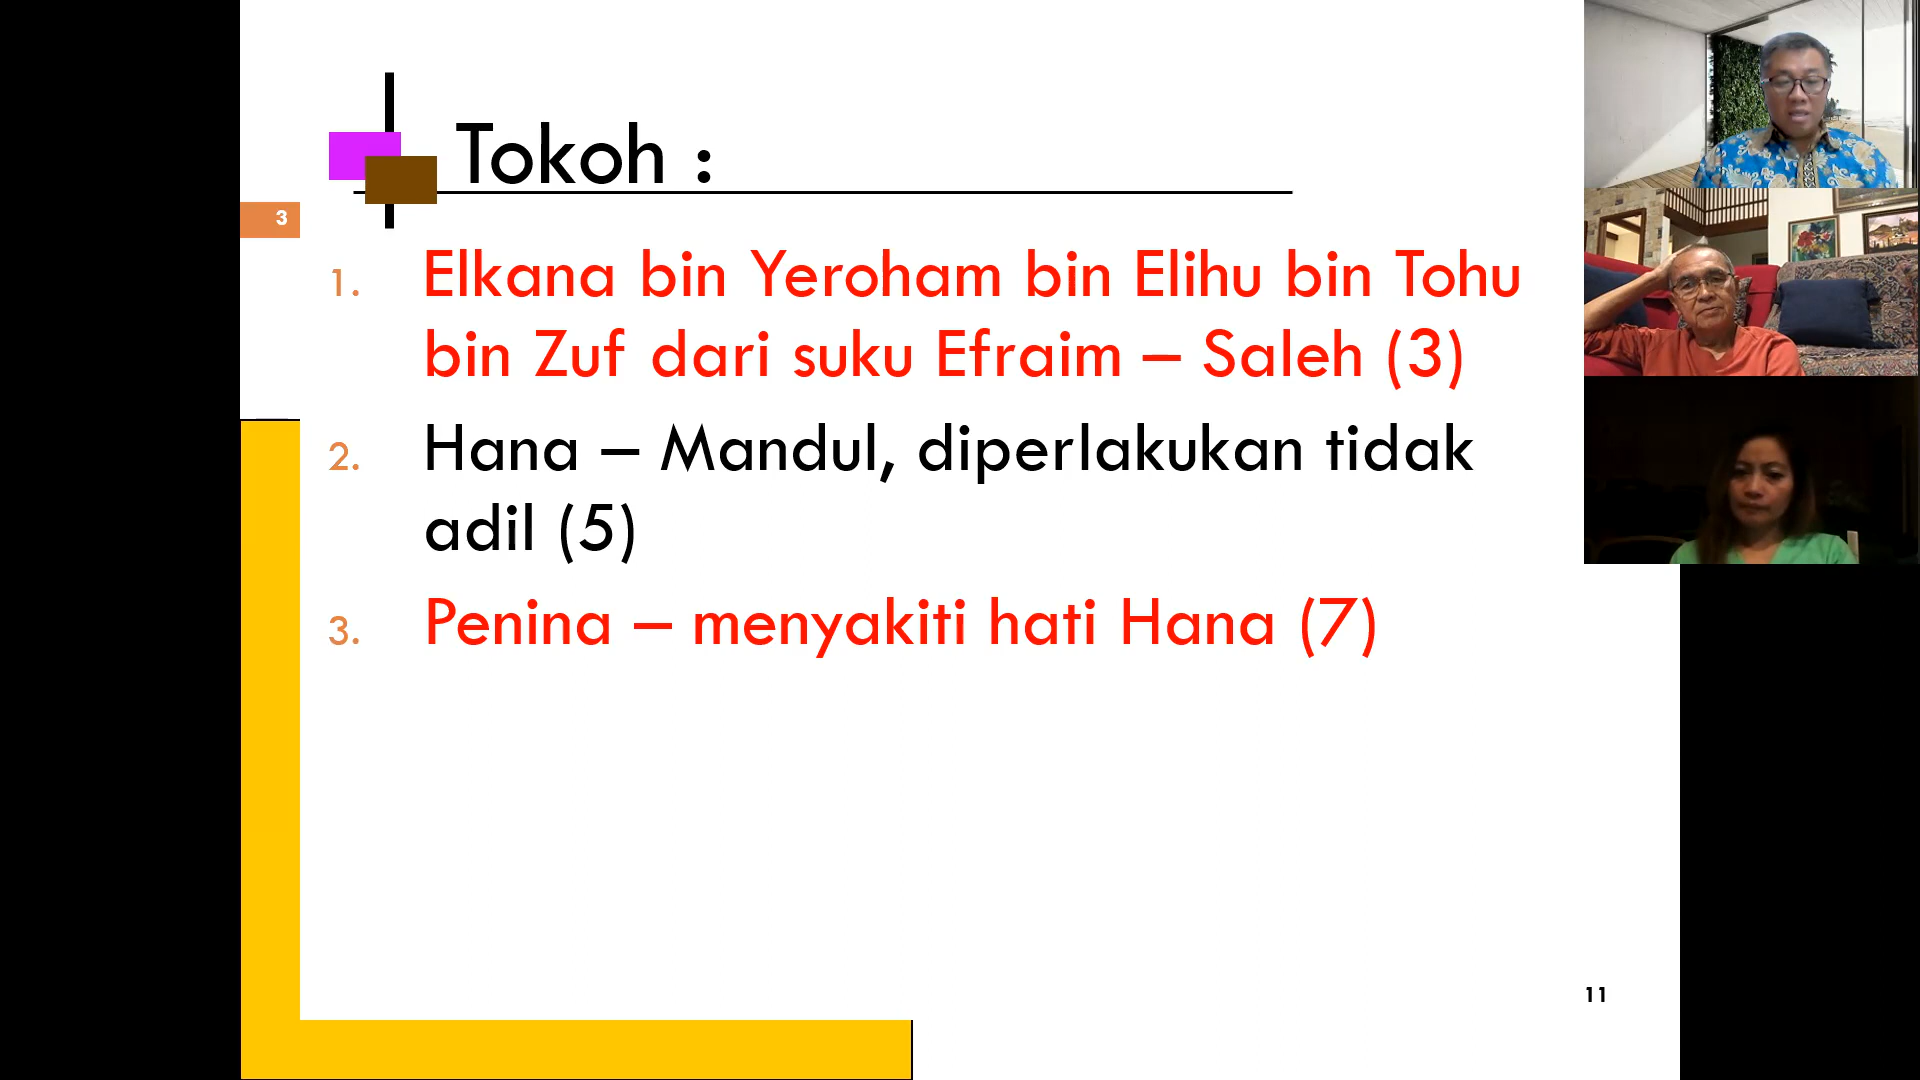 Tokoh :
3
1. Elkana bin Yeroham bin Elihu bin Tohu
bin Zuf dari suku Efraim – Saleh (3)
2. Hana – Mandul, diperlakukan tidak
adil (5)
3. Penina – menyakiti hati Hana (7)
11